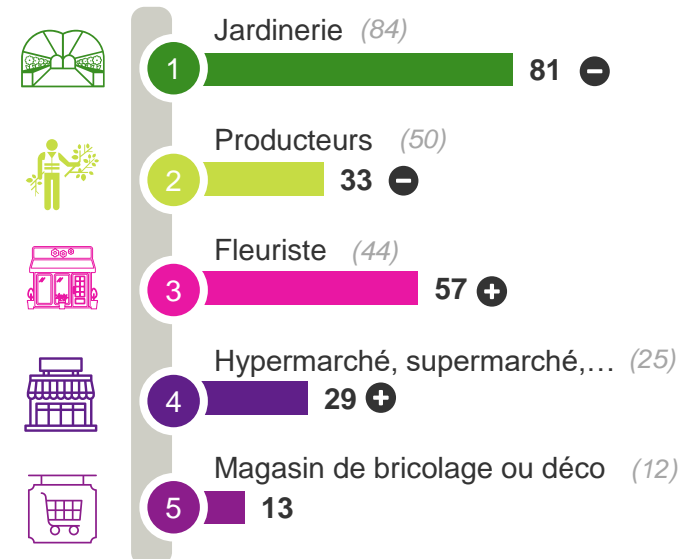 Jardinerie (84)
1 81 -
Producteurs (50)
2 33 -
Fleuriste (44)
3 57 +
Hypermarché, supermarché,… (25)
4 29 +
Magasin de bricolage ou déco (12)
5 13